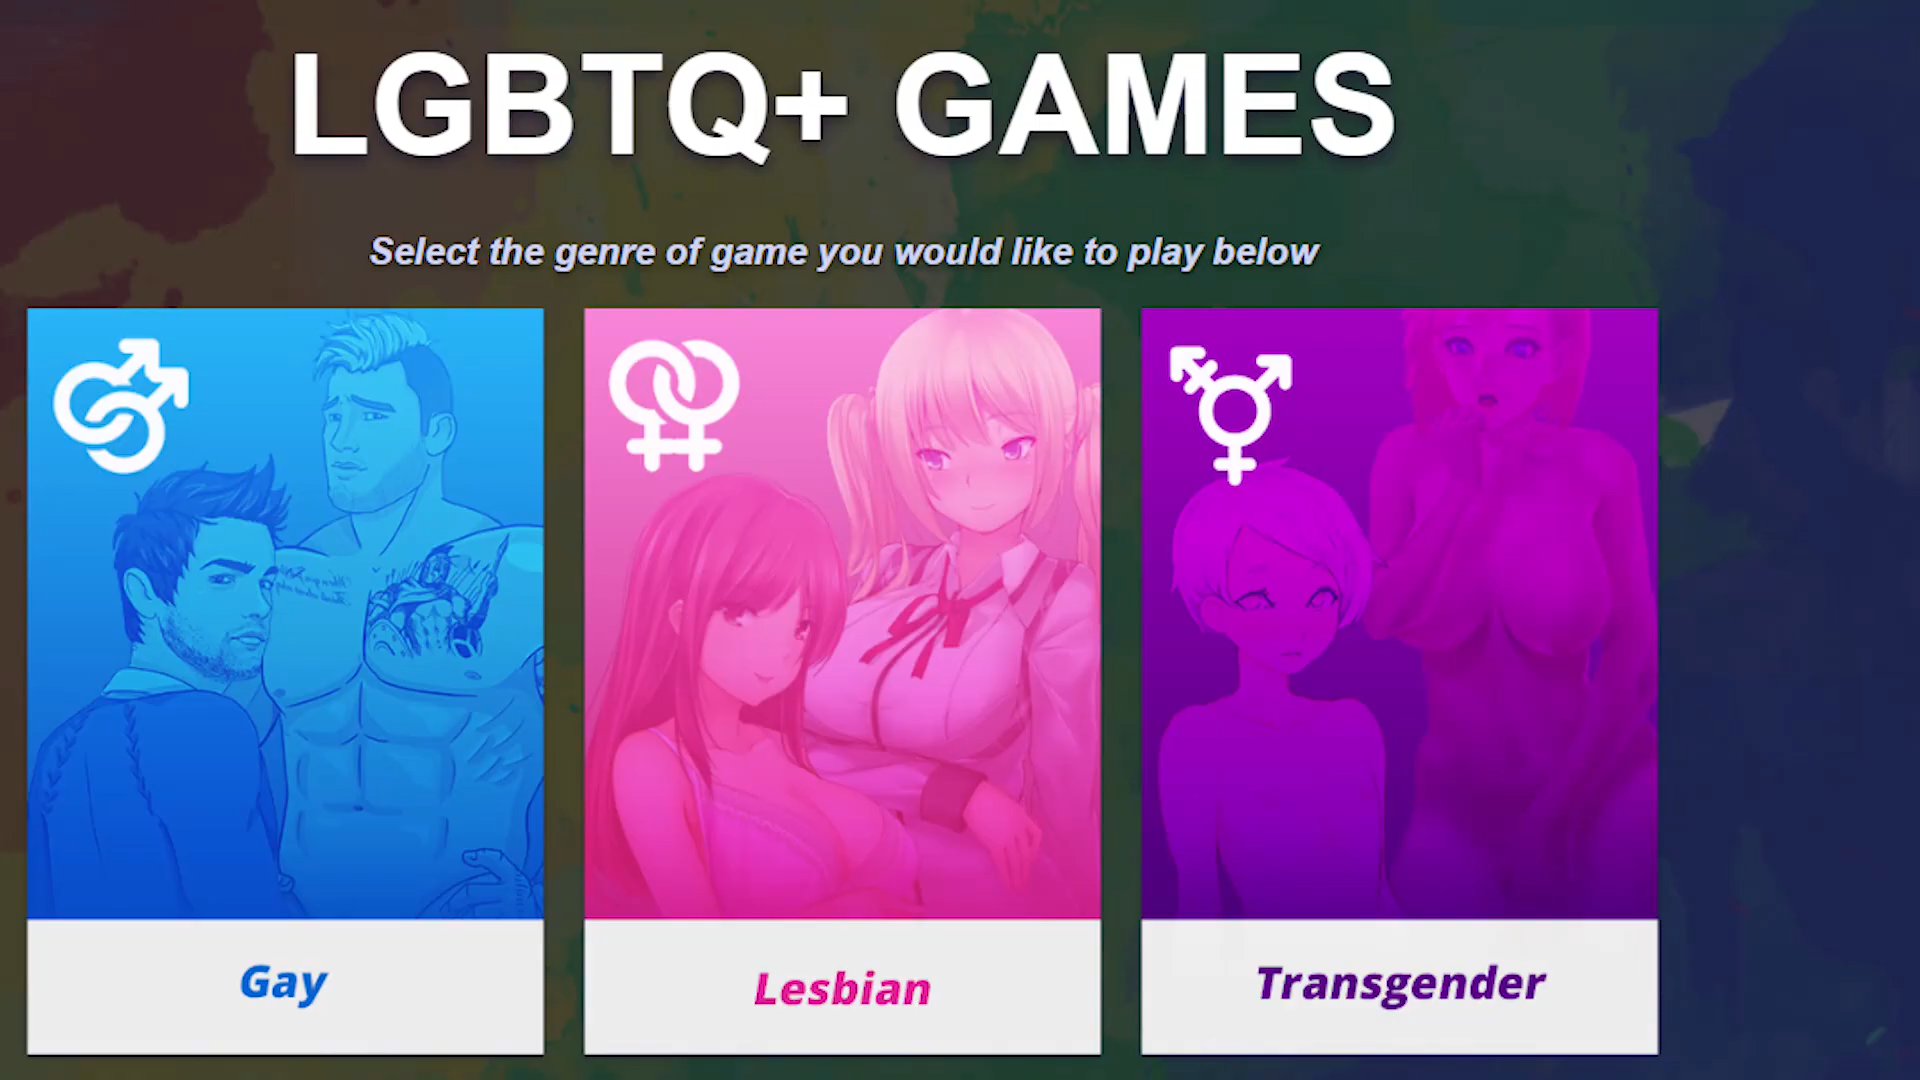 LGBTQ+ GAMES
Select the genre of game you would like to play below
Gay
Lesbian
Transgender